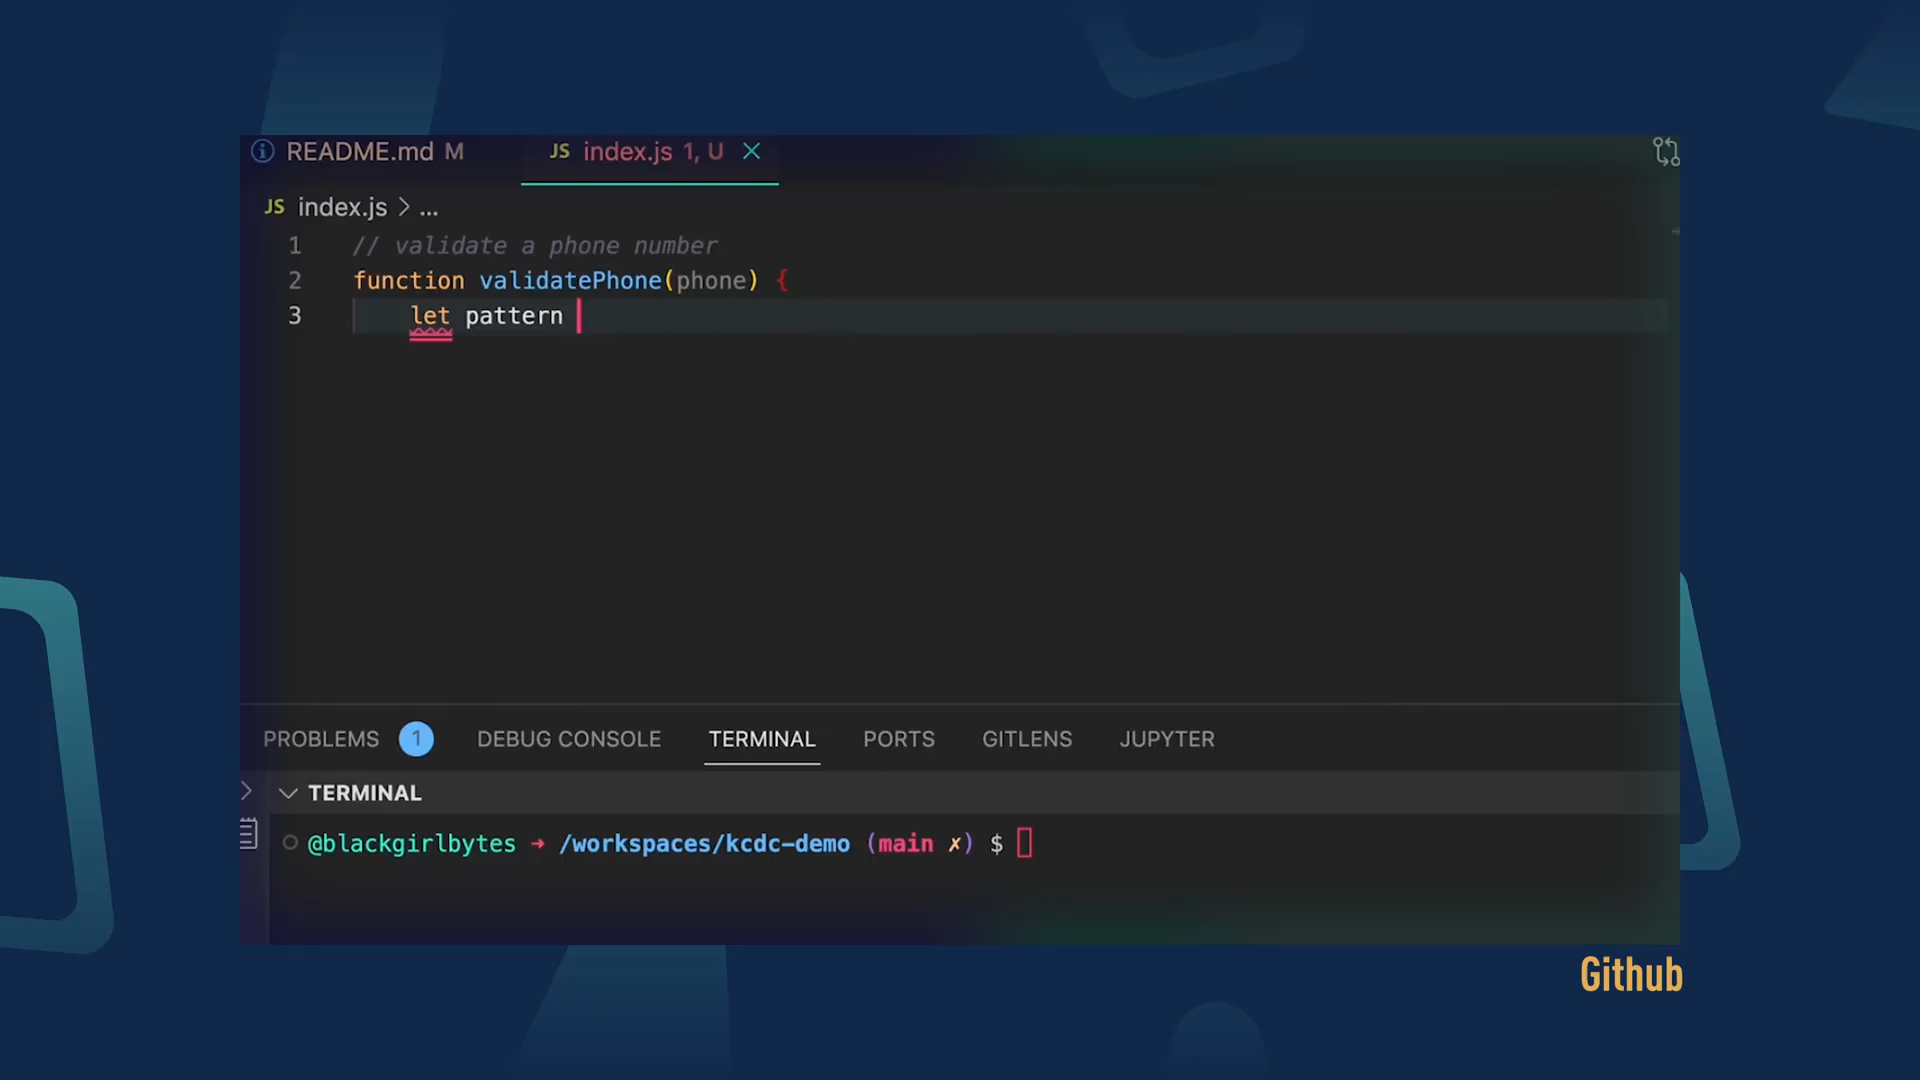 README.md M
JS index.js 1, U
JS index.js > ...
1 // validate a phone number
2 function validatePhone(phone) {
3 let pattern
PROBLEMS 1 DEBUG CONSOLE TERMINAL PORTS GITLENS JUPYTER
TERMINAL
@blackgirlbytes → /workspaces/kcdc-demo (main ✗) $
Github